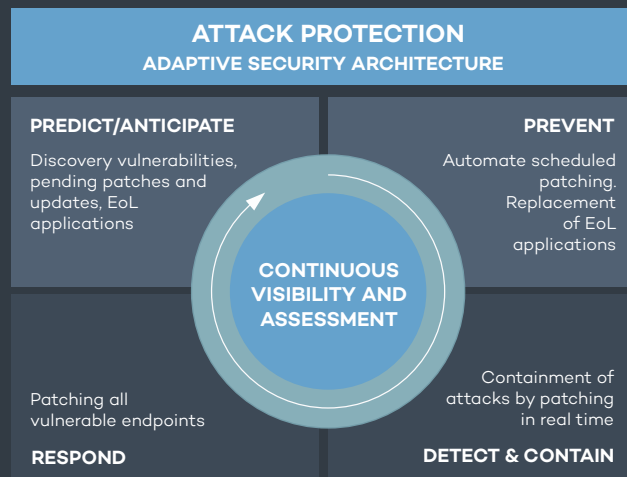 ATTACK PROTECTION
ADAPTIVE SECURITY ARCHITECTURE
PREDICT/ANTICIPATE
Discovery vulnerabilities,
pending patches and
updates, EoL
applications
PREVENT
Automate scheduled
patching.
Replacement
of EoL
applications
CONTINUOUS
VISIBILITY AND
ASSESSMENT
Patching all
vulnerable endpoints
RESPOND
Containment of
attacks by patching
in real time
DETECT & CONTAIN